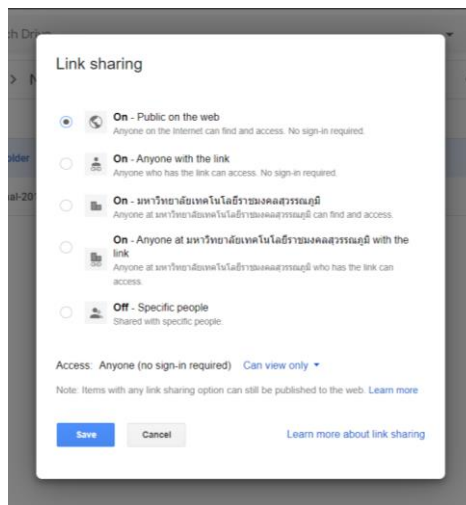 Link sharing
On - Public on the web
Anyone on the Internet can find and access. No sign-in required.
On - Anyone with the link
Anyone who has the link can access. No sign-in required.
On - มหาวิทยาลัยเทคโนโลยีราชมงคลสุวรรณภูมิ
Anyone at มหาวิทยาลัยเทคโนโลยีราชมงคลสุวรรณภูมิ can find and access.
On - Anyone at มหาวิทยาลัยเทคโนโลยีราชมงคลสุวรรณภูมิ with the
link
Anyone at มหาวิทยาลัยเทคโนโลยีราชมงคลสุวรรณภูมิ who has the link can
access.
Off - Specific people
Shared with specific people.
Access: Anyone (no sign-in required) Can view only
Note: Items with any link sharing option can still be published to the web. Learn more
Save Cancel Learn more about link sharing